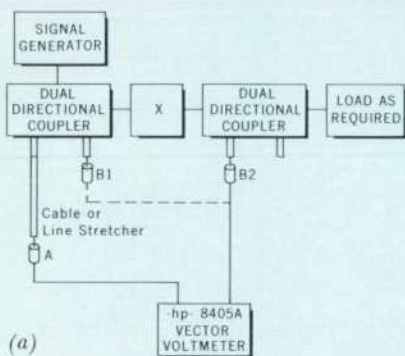 SIGNAL
GENERATOR
DUAL
DIRECTIONAL
COUPLER
X
DUAL
DIRECTIONAL
COUPLER
LOAD AS
REQUIRED
B1
B2
Cable or
Line Stretcher
A
-hp- 8405A
VECTOR
VOLTMETER
(a)